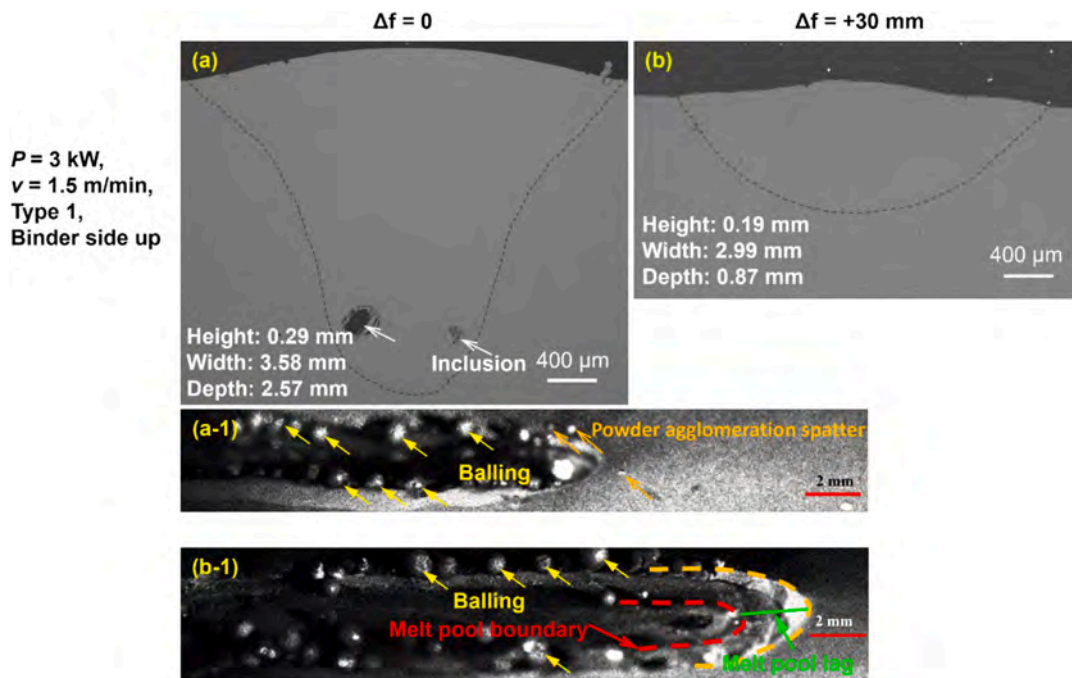 Δf = 0
Δf = +30 mm
P = 3 kW,
v = 1.5 m/min,
Type 1,
Binder side up
(a)
Height: 0.29 mm
Width: 3.58 mm
Depth: 2.57 mm
Inclusion
400 μm
(b)
Height: 0.19 mm
Width: 2.99 mm
Depth: 0.87 mm
400 μm
(a-1)
Powder agglomeration spatter
Balling
2 mm
(b-1)
Balling
Melt pool boundary
2 mm
Melt pool lag